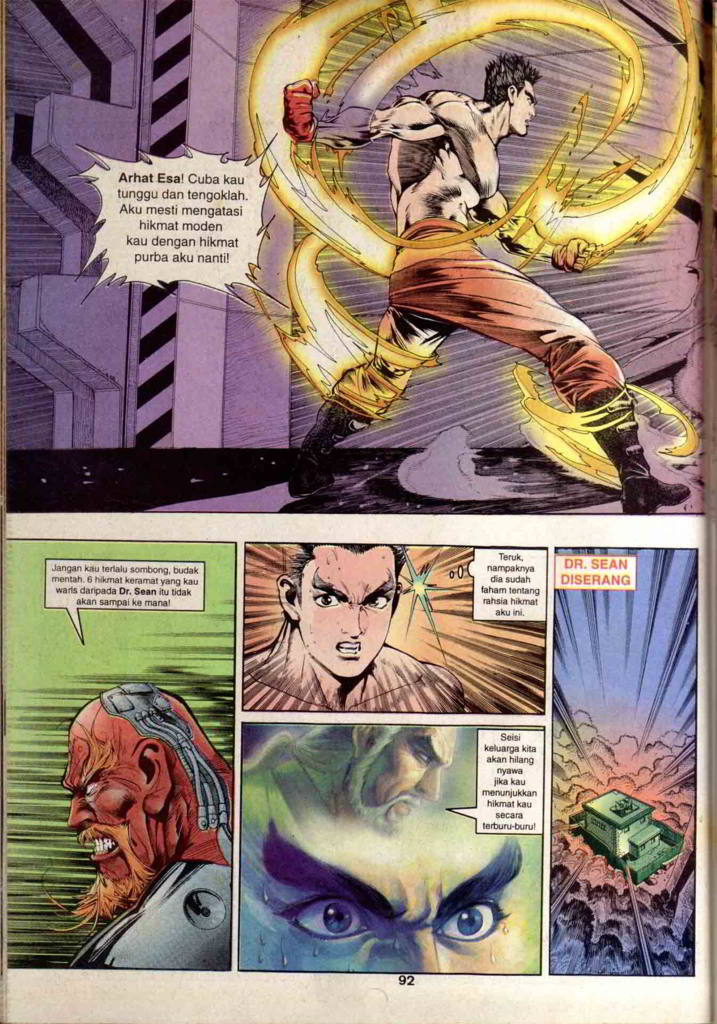 Arhat Esa! Cuba kau
tunggu dan tengoklah.
Aku mesti mengatasi
hikmat moden
kau dengan hikmat
purba aku nanti!
Jangan kau terlalu sombong, budak
mentah. 6 hikmat keramat yang kau
waris daripada Dr. Sean itu tidak
akan sampai ke mana!
Teruk,
nampaknya
dia sudah
faham tentang
rahsia hikmat
aku ini.
Seisi
keluarga kita
akan hilang
nyawa
jika kau
menunjukkan
hikmat kau
secara
terburu-buru!
DR. SEAN
DISERANG
92